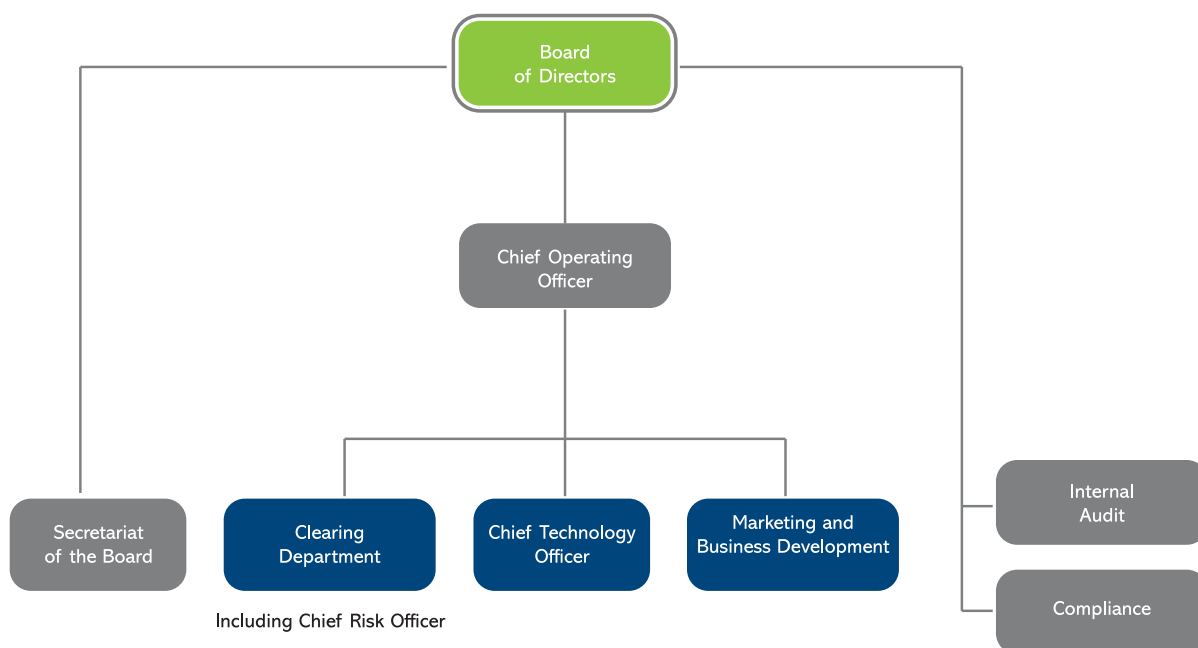 Board
of Directors
Chief Operating
Officer
Secretariat
of the Board
Clearing
Department
Including Chief Risk Officer
Chief Technology
Officer
Marketing and
Business Development
Internal
Audit
Compliance